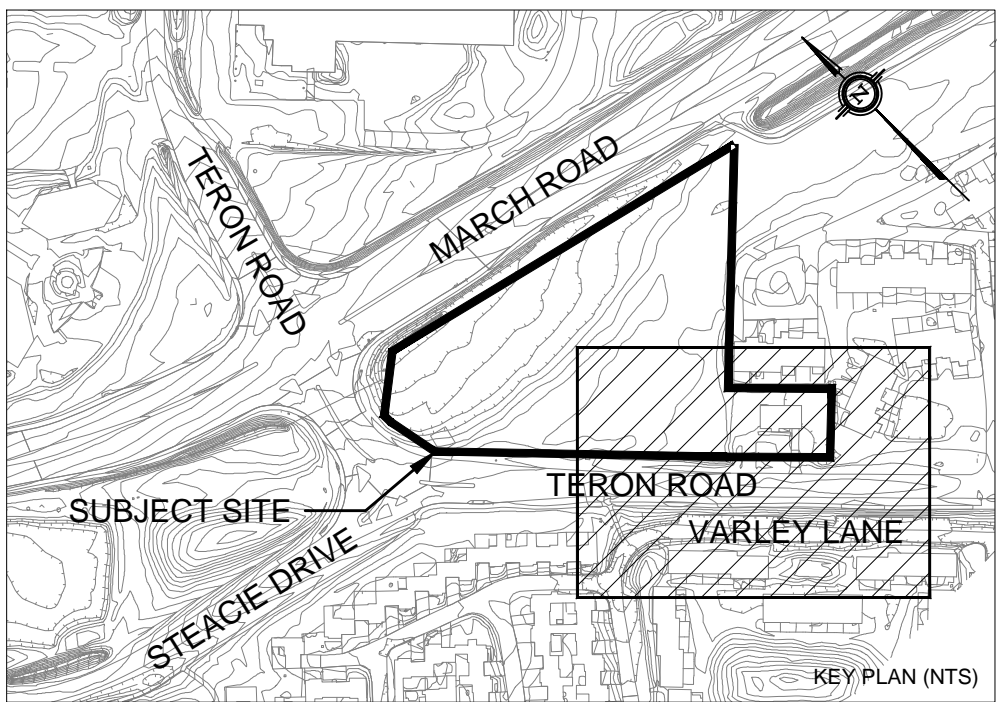 N
TERON ROAD
MARCH ROAD
TERON ROAD
SUBJECT SITE
VARLEY LANE
STEACIE DRIVE
KEY PLAN (NTS)